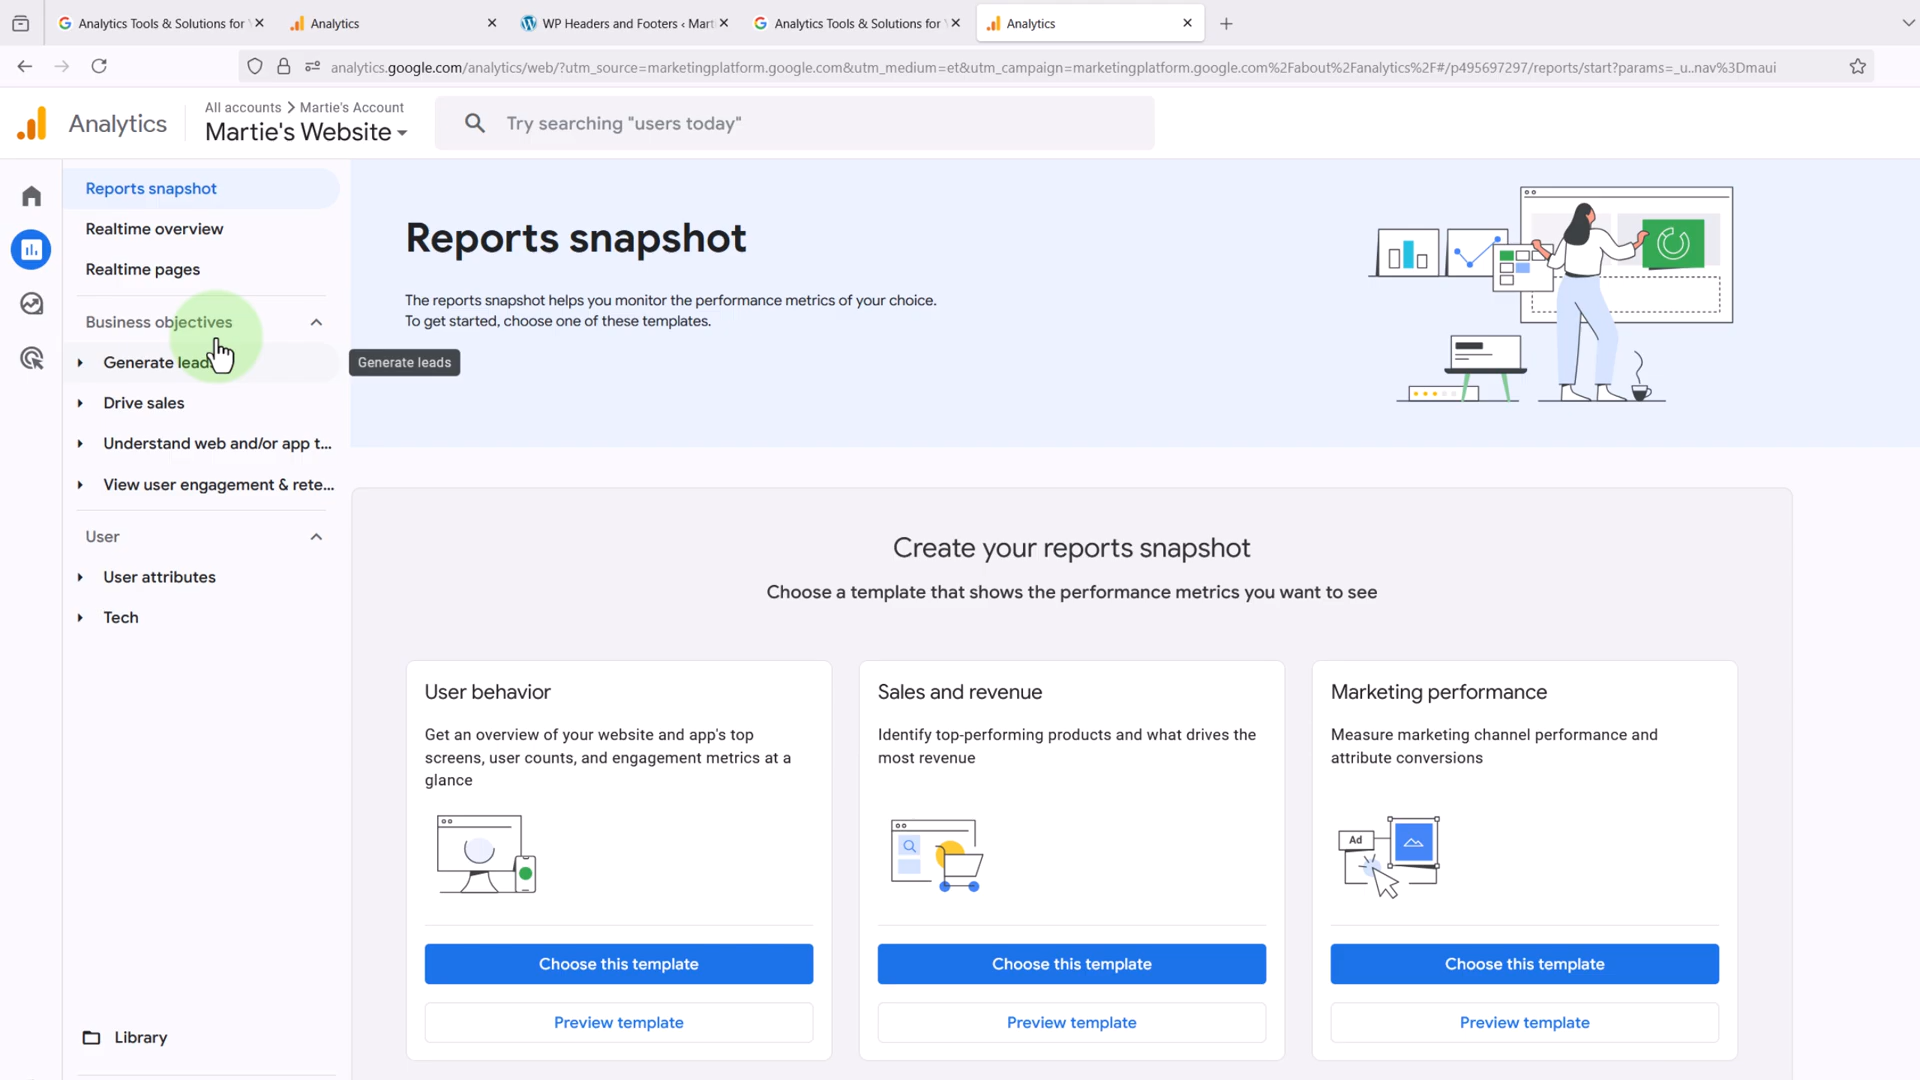 Analytics Tools & Solutions for Y
Analytics
WP Headers and Footers ‹ Mart
Analytics Tools & Solutions for Y
Analytics
analytics.google.com/analytics/web/?utm_source=marketingplatform.google.com&utm_medium=et&utm_campaign=marketingplatform.google.com%2Fabout%2Fanalytics%2F#/p495697297/reports/start?params=_u..nav%3Dmaui
Analytics
All accounts > Martie's Account
Martie's Website
Try searching "users today"
Reports snapshot
Realtime overview
Realtime pages
Business objectives
Generate leads
Generate leads
Drive sales
Understand web and/or app t...
View user engagement & rete...
User
User attributes
Tech
Library
Reports snapshot
The reports snapshot helps you monitor the performance metrics of your choice.
To get started, choose one of these templates.
Create your reports snapshot
Choose a template that shows the performance metrics you want to see
User behavior
Get an overview of your website and app's top
screens, user counts, and engagement metrics at a
glance
Choose this template
Preview template
Sales and revenue
Identify top-performing products and what drives the
most revenue
Choose this template
Preview template
Marketing performance
Measure marketing channel performance and
attribute conversions
Ad
Choose this template
Preview template